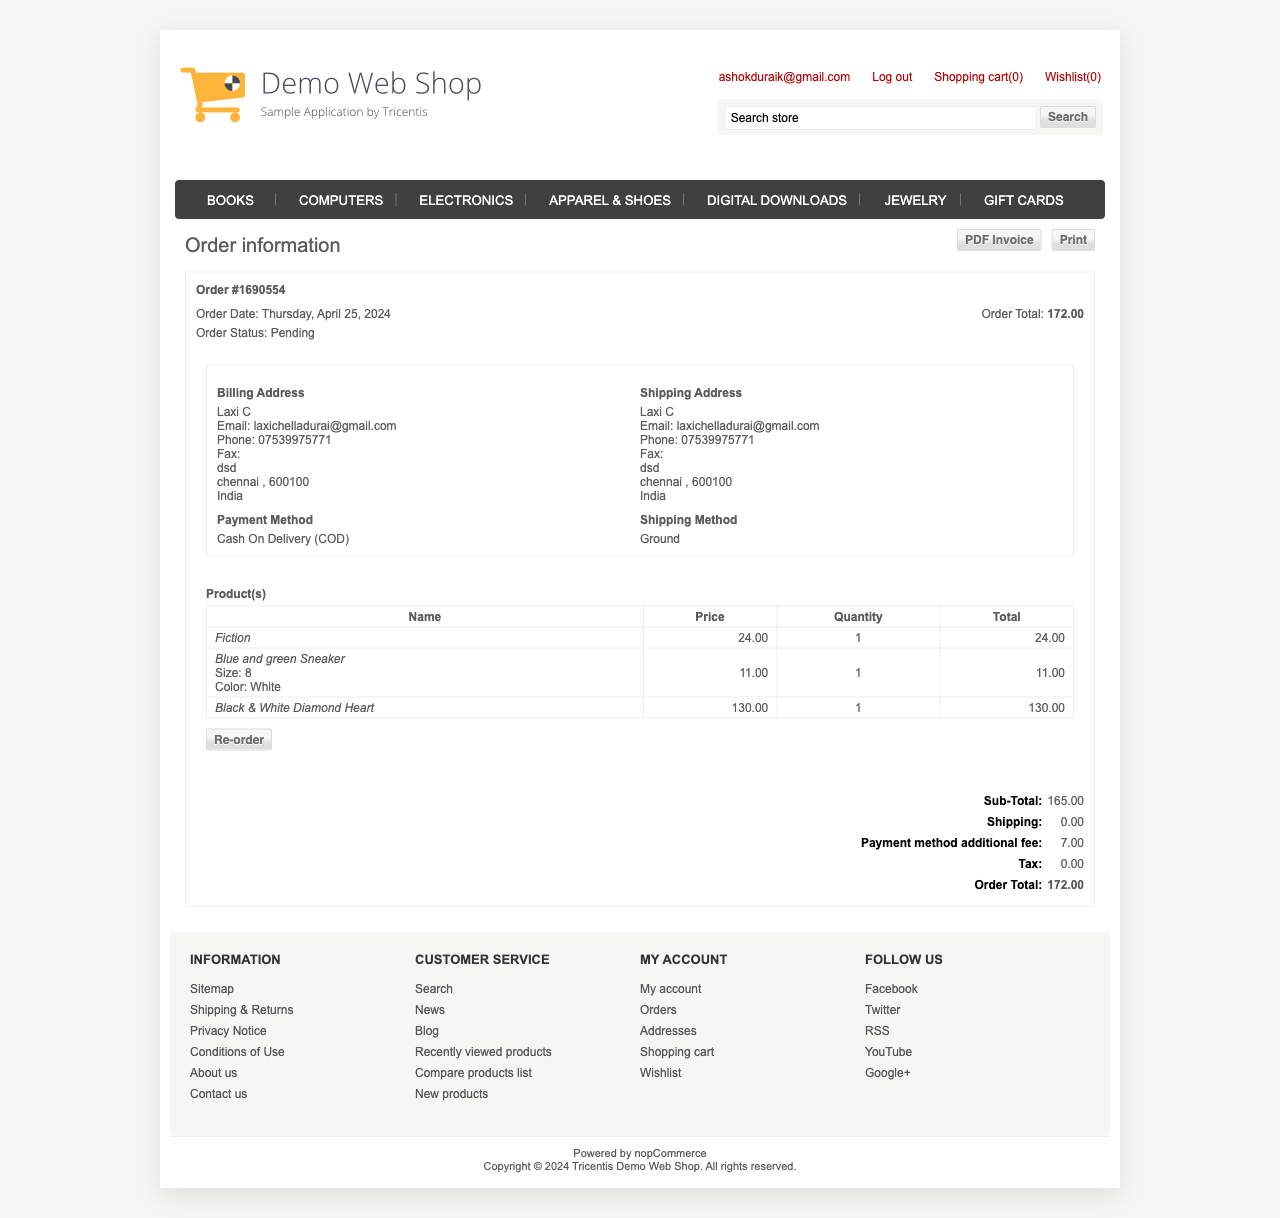 Demo Web Shop
Sample Application by Tricentis
ashokduraik@gmail.com Log out Shopping cart(0) Wishlist(0)
Search store Search
BOOKS COMPUTERS ELECTRONICS APPAREL & SHOES DIGITAL DOWNLOADS JEWELRY GIFT CARDS
Order information PDF Invoice Print
Order #1690554
Order Date: Thursday, April 25, 2024 Order Total: 172.00
Order Status: Pending
Billing Address
Laxi C
Email: laxichelladurai@gmail.com
Phone: 07539975771
Fax:
dsd
chennai , 600100
India
Payment Method
Cash On Delivery (COD)
Shipping Address
Laxi C
Email: laxichelladurai@gmail.com
Phone: 07539975771
Fax:
dsd
chennai , 600100
India
Shipping Method
Ground
Product(s)
Name Price Quantity Total
Fiction 24.00 1 24.00
Blue and green Sneaker
Size: 8 11.00 1 11.00
Color: White
Black & White Diamond Heart 130.00 1 130.00
Re-order
Sub-Total: 165.00
Shipping: 0.00
Payment method additional fee: 7.00
Tax: 0.00
Order Total: 172.00
INFORMATION
Sitemap
Shipping & Returns
Privacy Notice
Conditions of Use
About us
Contact us
CUSTOMER SERVICE
Search
News
Blog
Recently viewed products
Compare products list
New products
MY ACCOUNT
My account
Orders
Addresses
Shopping cart
Wishlist
FOLLOW US
Facebook
Twitter
RSS
YouTube
Google+
Powered by nopCommerce
Copyright © 2024 Tricentis Demo Web Shop. All rights reserved.